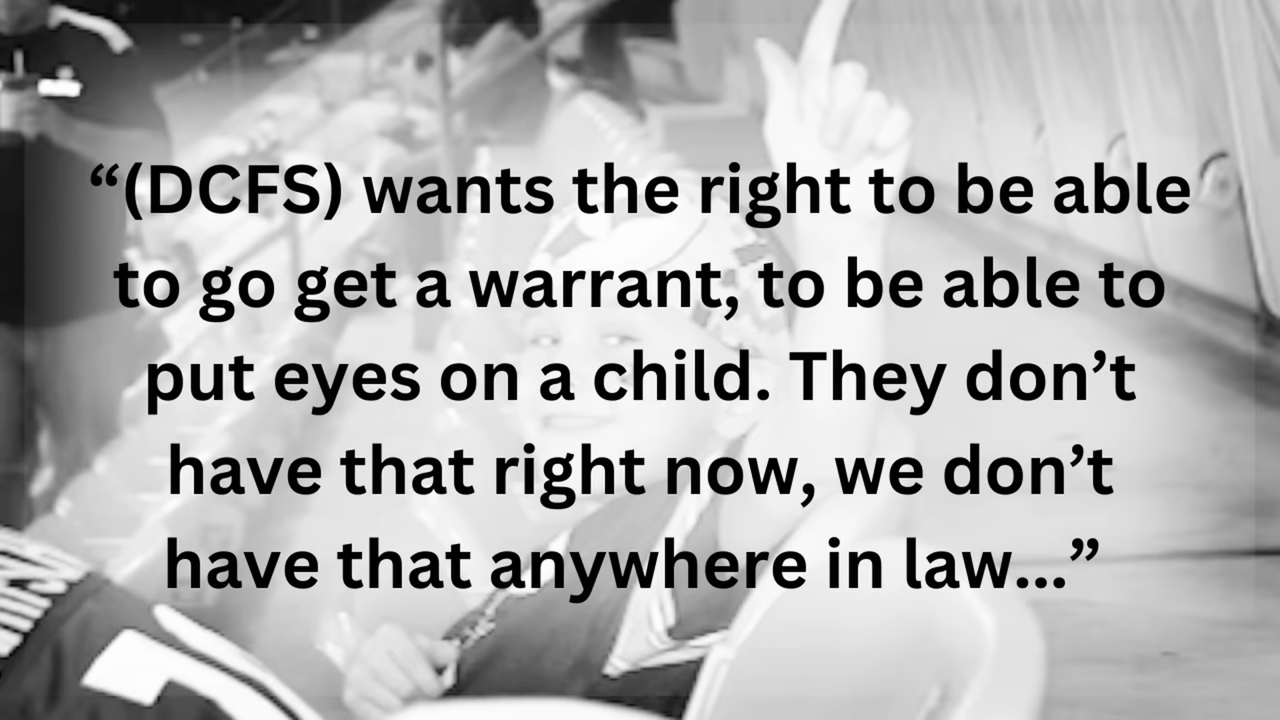 “(DCFS) wants the right to be able
to go get a warrant, to be able to
put eyes on a child. They don’t
have that right now, we don’t
have that anywhere in law...”